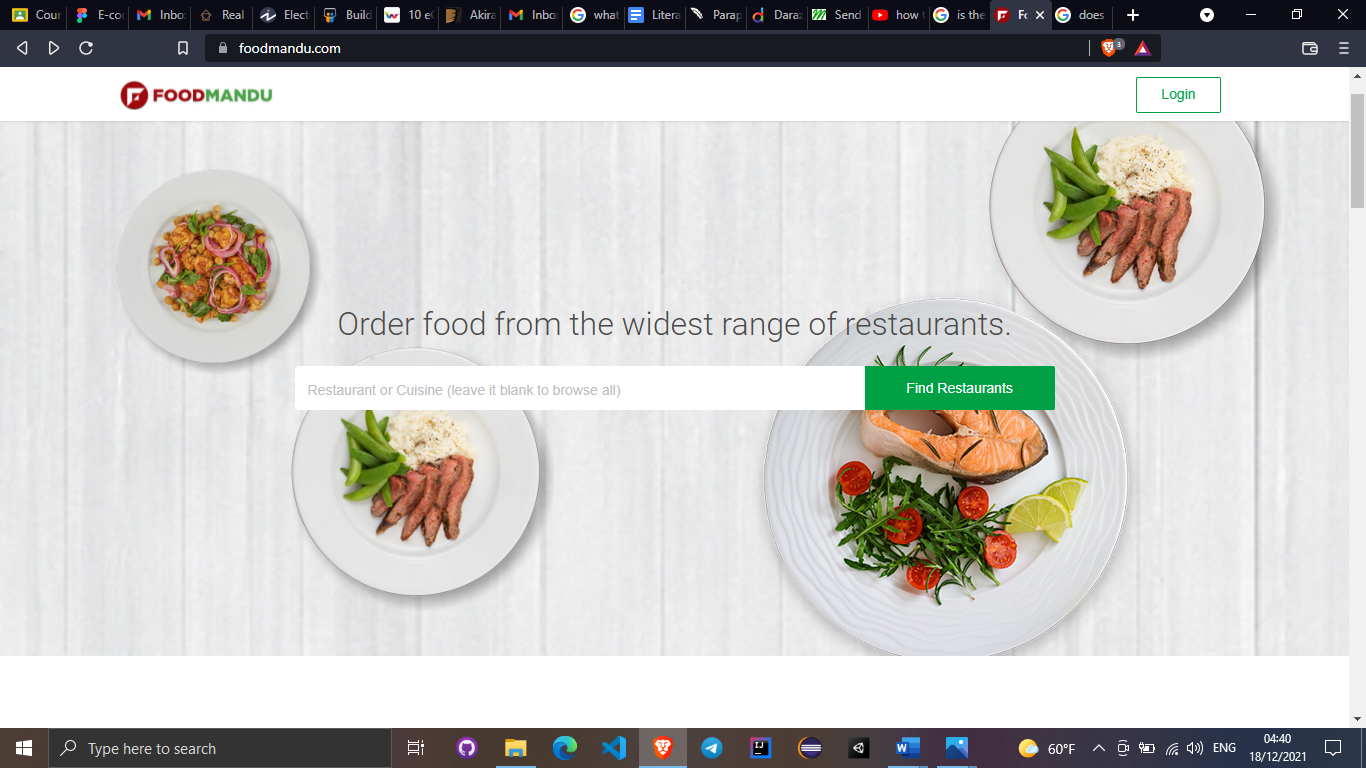 Cour E-cor Inbo Real Elect Build 10 e Akira Inbo what Litera Parap Daraz Send how t is the Fo does
foodmandu.com
3
FOODMANDU
Login
Order food from the widest range of restaurants.
Restaurant or Cuisine (leave it blank to browse all)
Find Restaurants
Type here to search
60°F
ENG
04:40
18/12/2021